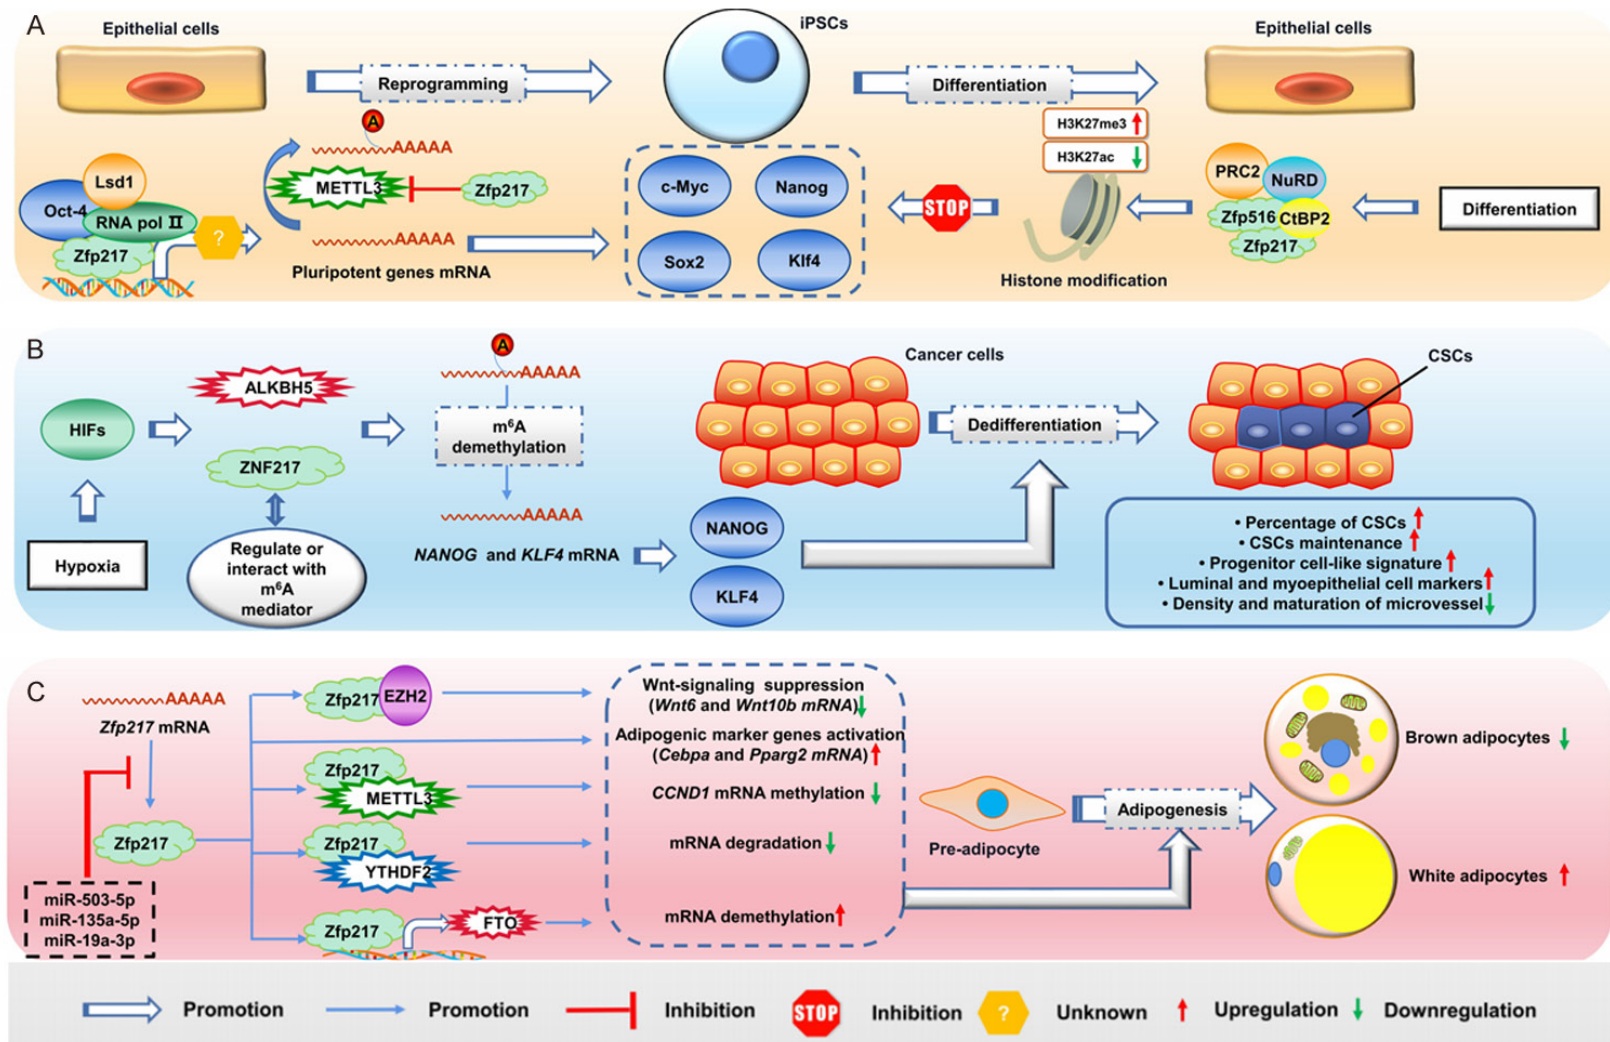 A
Epithelial cells
Reprogramming
iPSCs
Differentiation
Epithelial cells
A
AAAAA
METTL3
Zfp217
Lsd1
Oct-4
RNA pol II
Zfp217
?
AAAAA
Pluripotent genes mRNA
c-Myc
Nanog
Sox2
Klf4
STOP
H3K27me3
H3K27ac
Histone modification
PRC2
NuRD
Zfp516
CtBP2
Zfp217
Differentiation
B
HIFs
Hypoxia
ALKBH5
ZNF217
Regulate or
interact with
m⁶A
mediator
A
AAAAA
m⁶A
demethylation
AAAAA
NANOG and KLF4 mRNA
NANOG
KLF4
Cancer cells
Dedifferentiation
CSCs
• Percentage of CSCs
• CSCs maintenance
• Progenitor cell-like signature
• Luminal and myoepithelial cell markers
• Density and maturation of microvessel
C
AAAAA
Zfp217 mRNA
Zfp217
miR-503-5p
miR-135a-5p
miR-19a-3p
Zfp217
EZH2
Zfp217
METTL3
Zfp217
YTHDF2
Zfp217
FTO
Wnt-signaling suppression
(Wnt6 and Wnt10b mRNA)
Adipogenic marker genes activation
(Cebpa and Pparg2 mRNA)
CCND1 mRNA methylation
mRNA degradation
mRNA demethylation
Pre-adipocyte
Adipogenesis
Brown adipocytes
White adipocytes
Promotion
Promotion
Inhibition
STOP
Inhibition
?
Unknown
Upregulation
Downregulation